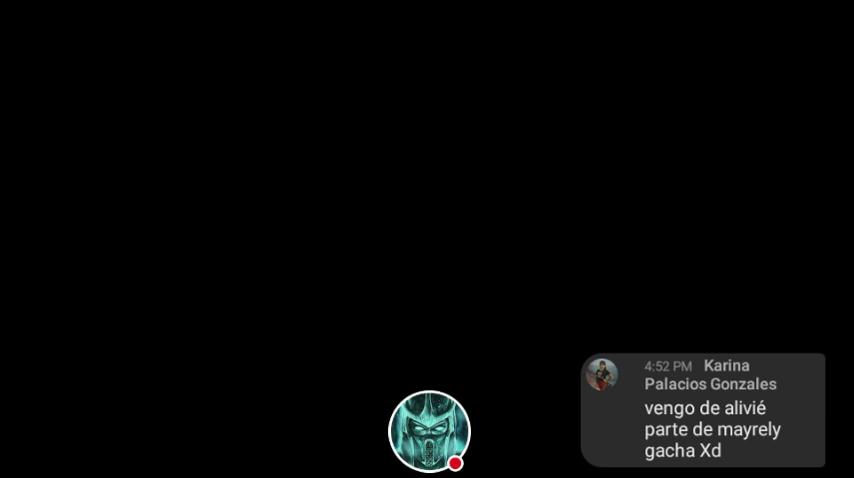 4:52 PM Karina
Palacios Gonzales
vengo de alivié
parte de mayrely
gacha Xd